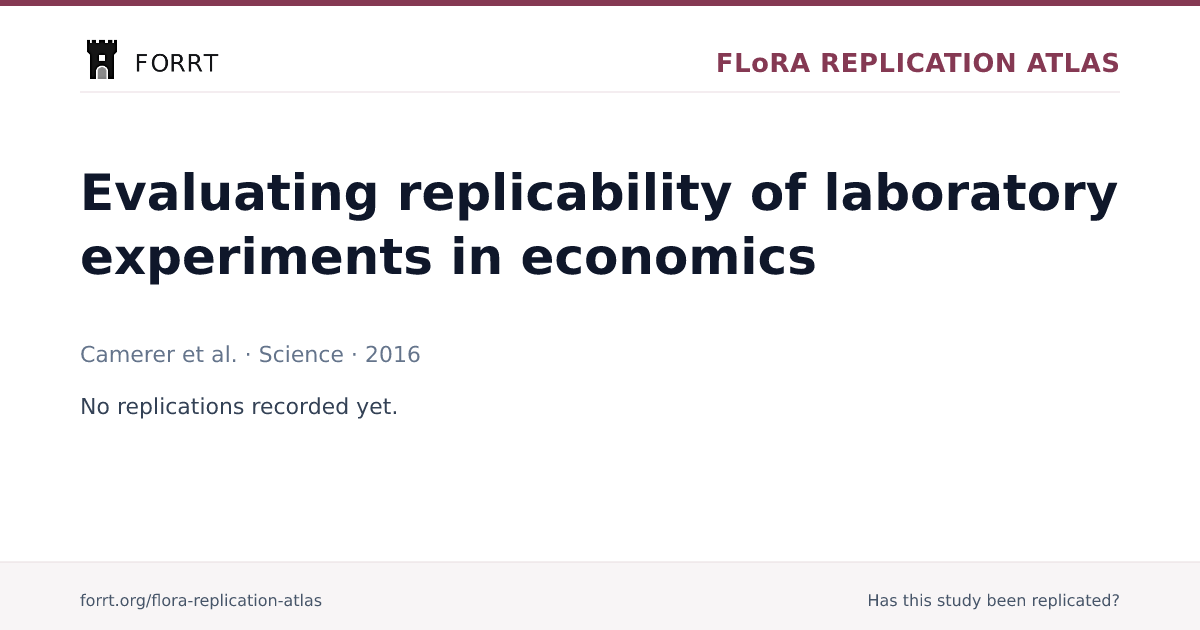 FORRT
FLoRA REPLICATION ATLAS
Evaluating replicability of laboratory
experiments in economics
Camerer et al. · Science · 2016
No replications recorded yet.
forrt.org/flora-replication-atlas
Has this study been replicated?